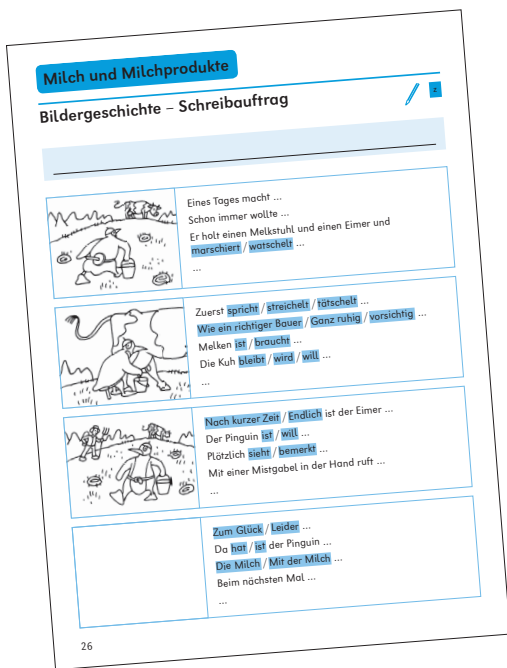 Milch und Milchprodukte
Bildergeschichte – Schreibauftrag
Eines Tages macht ...
Schon immer wollte ...
Er holt einen Melkstuhl und einen Eimer und
marschiert / watschelt ...
...
Zuerst spricht / streichelt / tätschelt ...
Wie ein richtiger Bauer / Ganz ruhig / vorsichtig ...
Melken ist / braucht ...
Die Kuh bleibt / wird / will ...
...
Nach kurzer Zeit / Endlich ist der Eimer ...
Der Pinguin ist / will ...
Plötzlich sieht / bemerkt ...
Mit einer Mistgabel in der Hand ruft ...
...
Zum Glück / Leider ...
Da hat / ist der Pinguin ...
Die Milch / Mit der Milch ...
Beim nächsten Mal ...
...
26